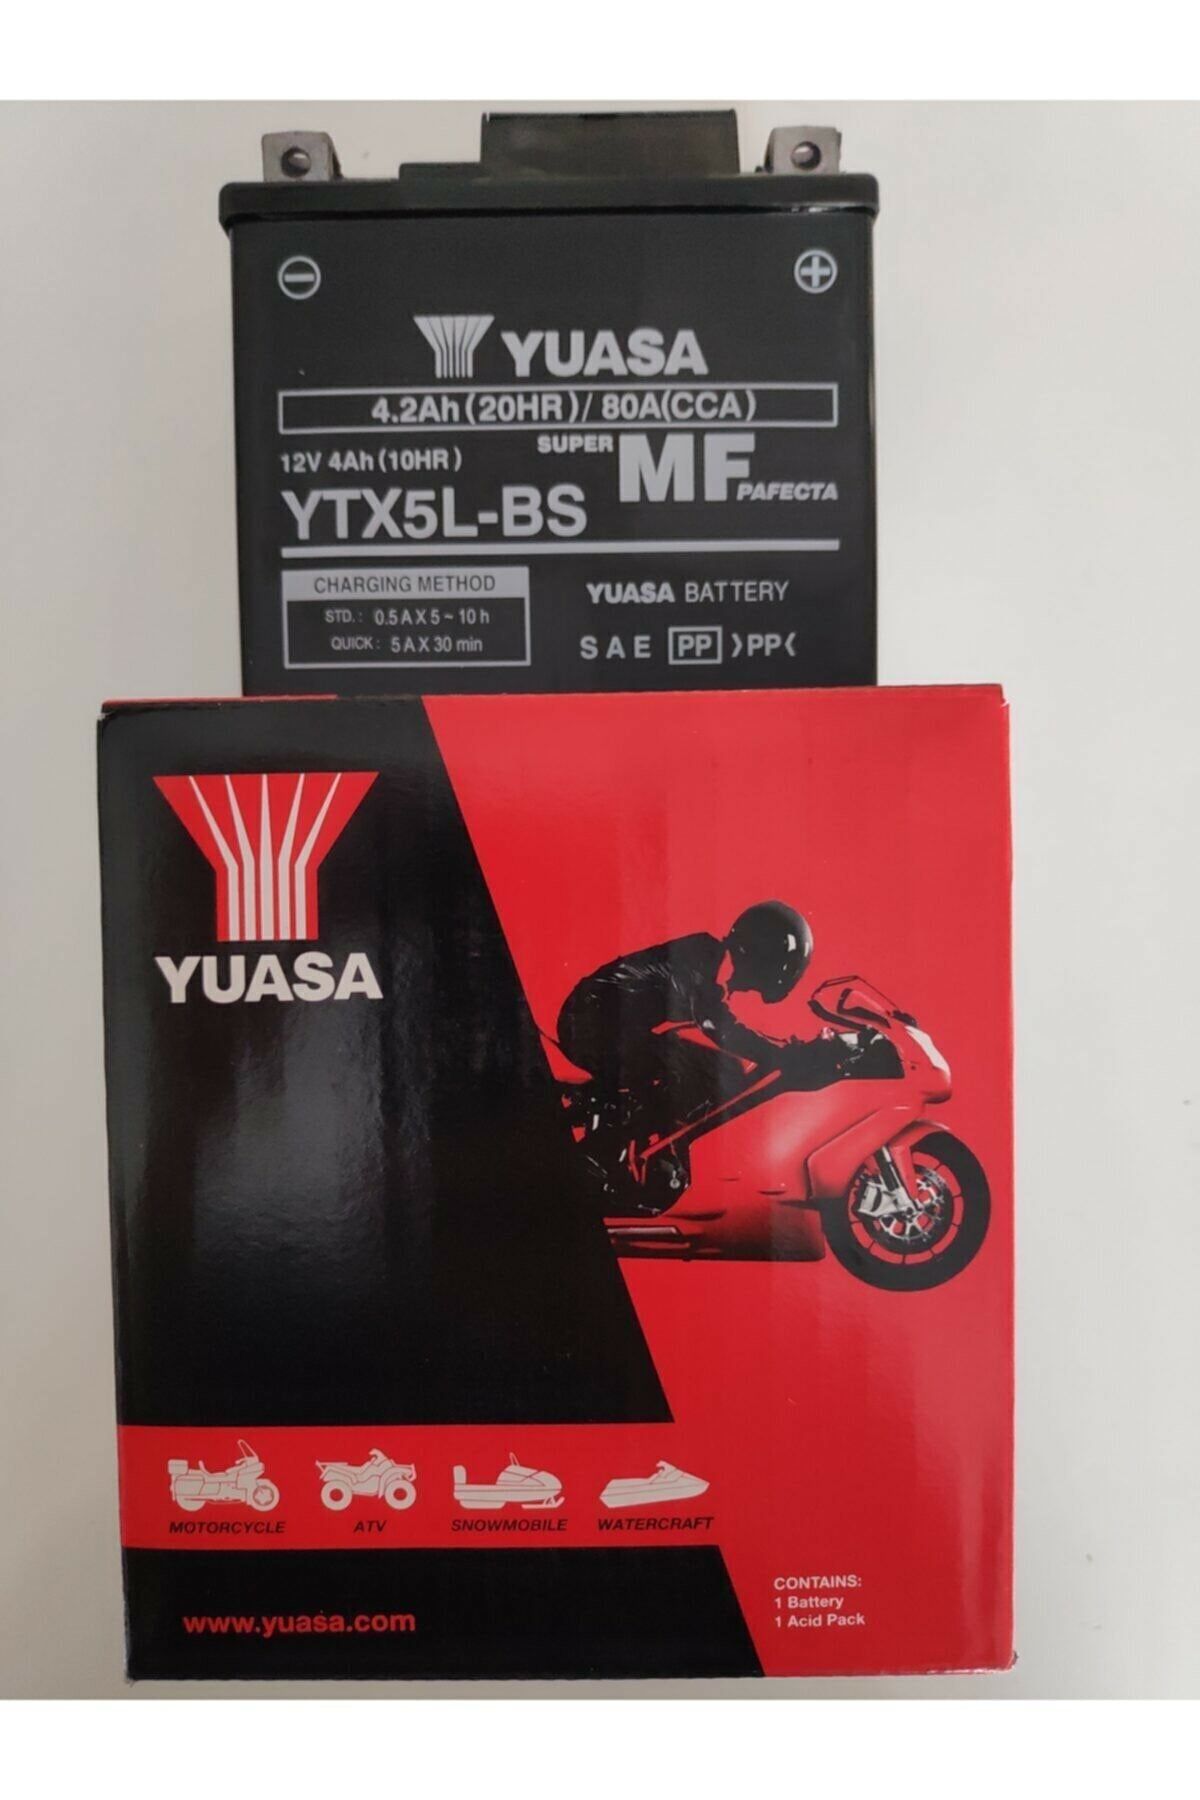 YUASA
4.2Ah(20HR)/ 80A(CCA)
12V 4Ah(10HR)
SUPER MF PAFECTA
YTX5L-BS
CHARGING METHOD
STD.: 0.5 A X 5 ~ 10 h
QUICK: 5 A X 30 min
YUASA BATTERY
SAE PP >PP<
YUASA
MOTORCYCLE ATV SNOWMOBILE WATERCRAFT
www.yuasa.com
CONTAINS:
1 Battery
1 Acid Pack